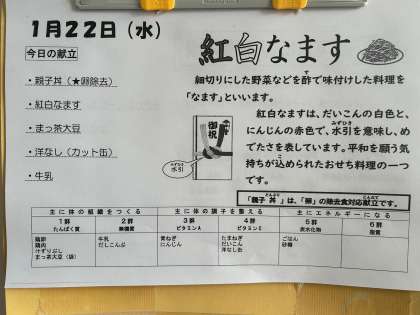 1月22日（水）
今日の献立
・親子丼（★卵除去）
・紅白なます
・まっ茶大豆
・洋なし（カット缶）
・牛乳
紅白なます
細切りにした野菜などを酢で味付けした料理を
「なます」といいます。
紅白なますは、だいこんの白色と、
にんじんの赤色で、水引を意味し、め
でたさを表しています。平和を願う気
持ちが込められたおせち料理の一つ
です。
御祝
みずひき
水引
「親子丼」は、「卵」の除去食対応献立です。
主に体の組織をつくる 主に体の調子を整える 主にエネルギーになる
1群 2群 3群 4群 5群 6群
たんぱく質 無機質 ビタミンA ビタミンC 炭水化物 脂質
鶏卵 牛乳 青ねぎ たまねぎ ごはん
鶏肉 だしこんぶ にんじん だいこん 砂糖
けずりぶし 洋なし缶
まっ茶大豆（袋）